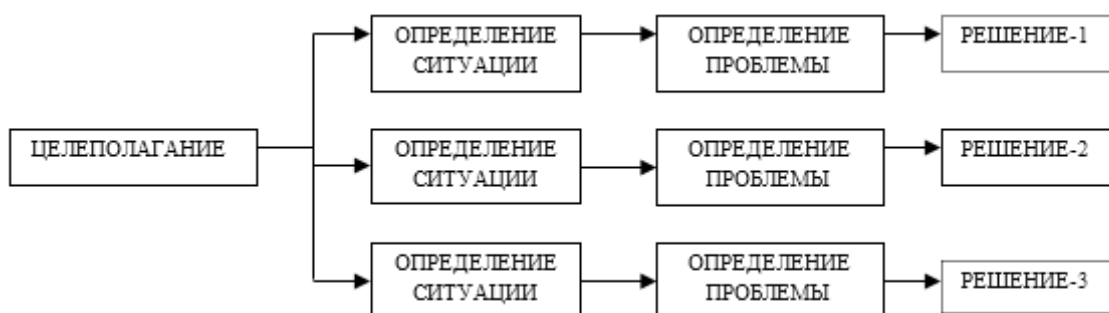 ОПРЕДЕЛЕНИЕ
СИТУАЦИИ
ОПРЕДЕЛЕНИЕ
ПРОБЛЕМЫ
РЕШЕНИЕ-1
ЦЕЛЕПОЛАГАНИЕ
ОПРЕДЕЛЕНИЕ
СИТУАЦИИ
ОПРЕДЕЛЕНИЕ
ПРОБЛЕМЫ
РЕШЕНИЕ-2
ОПРЕДЕЛЕНИЕ
СИТУАЦИИ
ОПРЕДЕЛЕНИЕ
ПРОБЛЕМЫ
РЕШЕНИЕ-3